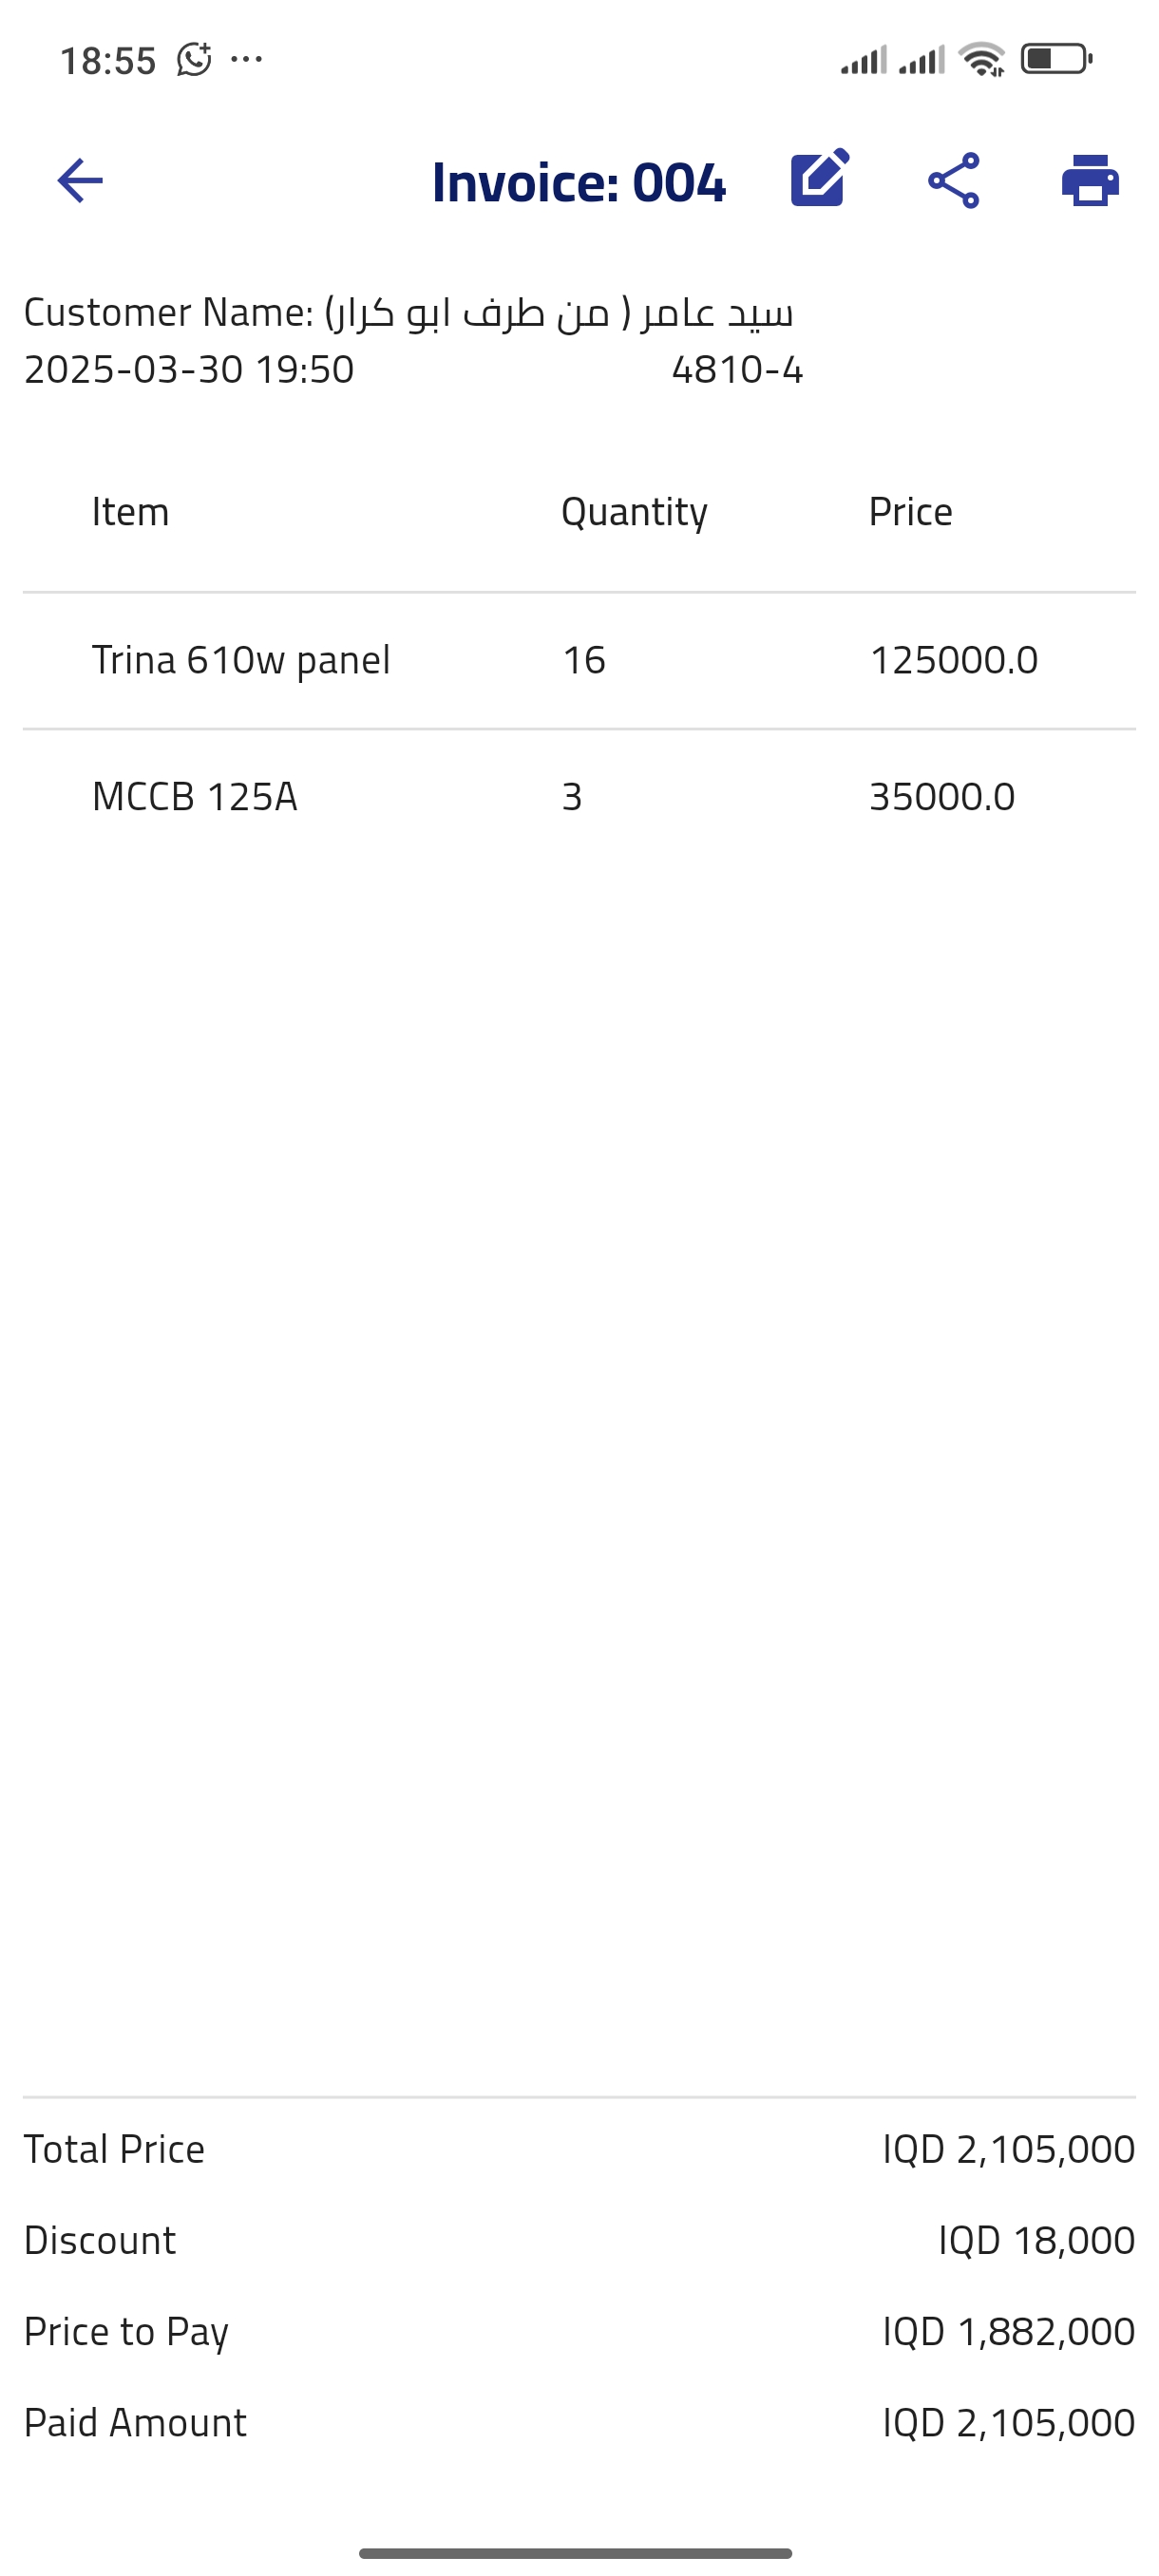 18:55
Invoice: 004
Customer Name: سيد عامر ( من طرف ابو كرار)
2025-03-30 19:50 4810-4
Item Quantity Price
Trina 610w panel 16 125000.0
MCCB 125A 3 35000.0
Total Price IQD 2,105,000
Discount IQD 18,000
Price to Pay IQD 1,882,000
Paid Amount IQD 2,105,000